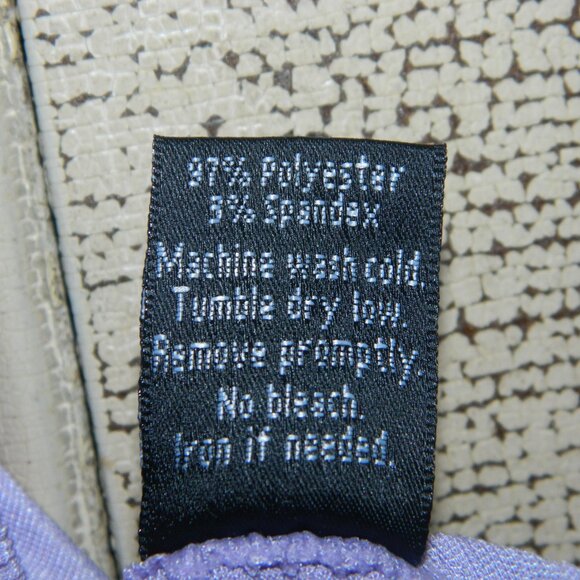 97% Polyester
3% Spandex
Machine wash cold.
Tumble dry low.
Remove promptly.
No bleach.
Iron if needed.